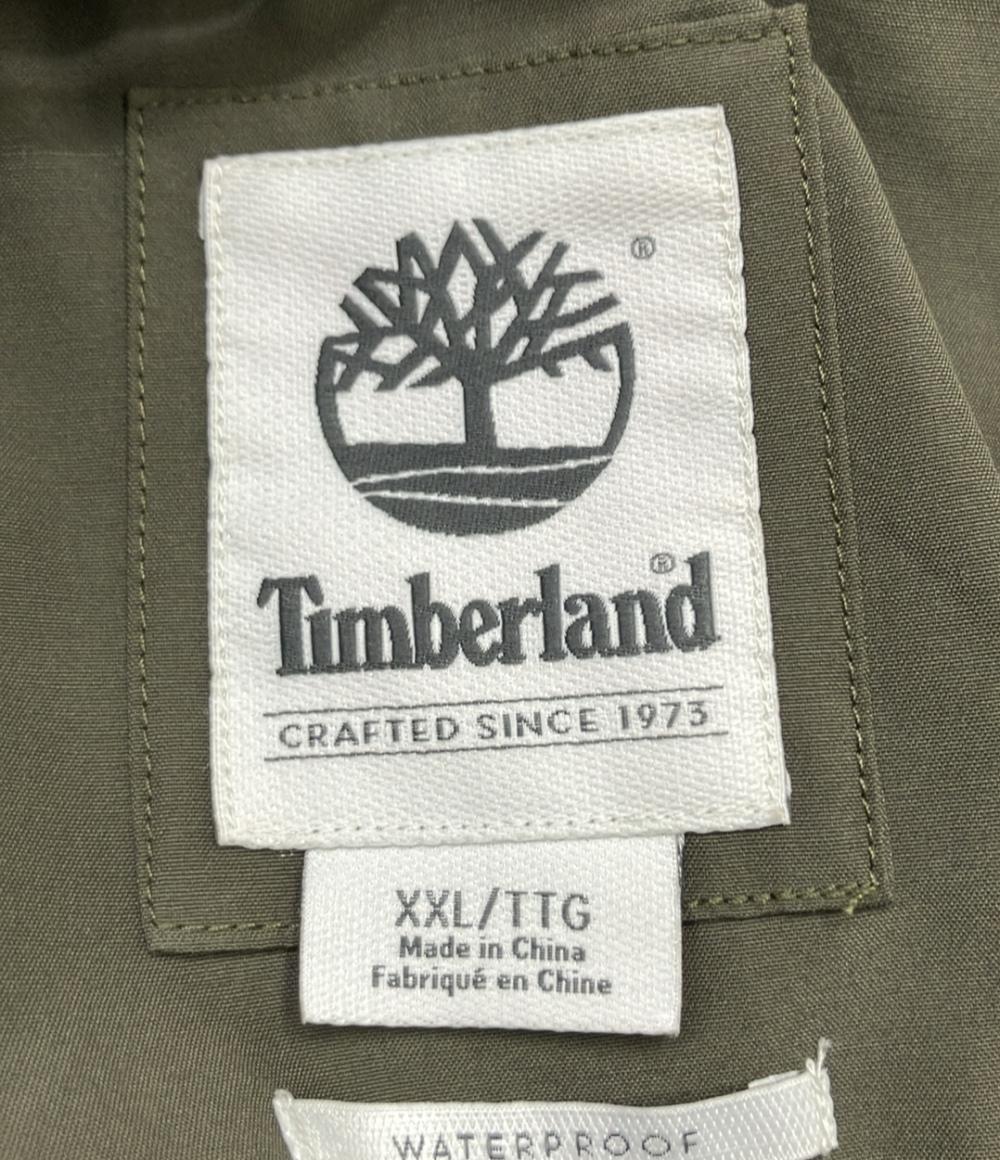 ®
Timberland®
CRAFTED SINCE 1973
XXL/TTG
Made in China
Fabriqué en Chine
WATERPROOF